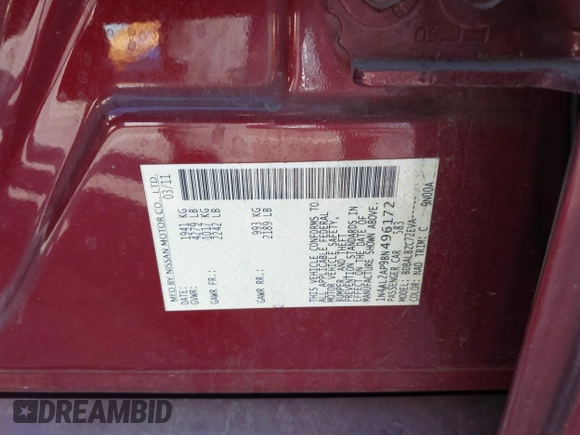 MFD BY NISSAN MOTOR CO., LTD.
DATE: 03/11
GVWR: 1941 KG
4279 LB
GAWR FR: 1017 KG
2242 LB
GAWR RR: 993 KG
2189 LB
THIS VEHICLE CONFORMS TO
ALL APPLICABLE FEDERAL
MOTOR VEHICLE SAFETY,
BUMPER, AND THEFT
PREVENTION STANDARDS IN
EFFECT ON THE DATE OF
MANUFACTURE SHOWN ABOVE.
1N4AL2AP9BN496172
PASSENGER CAR 583
MODEL:
COLOR: NAD TRIM: C 9N00A
DREAMBID